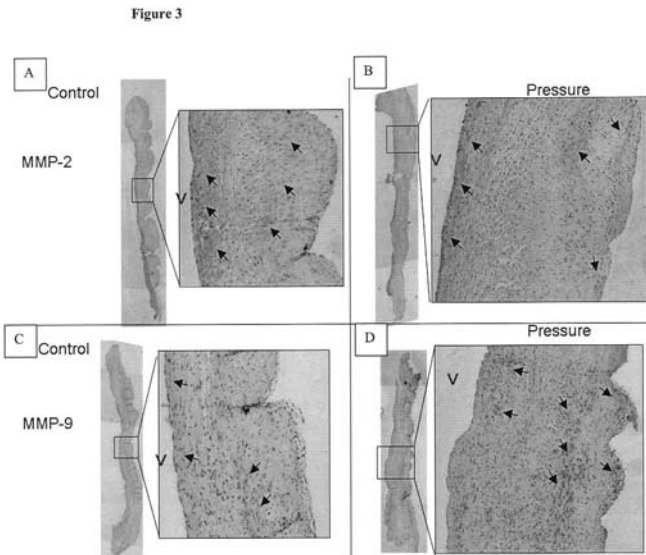 Figure 3
A
Control
MMP-2
V
B
Pressure
V
C
Control
MMP-9
V
D
Pressure
V